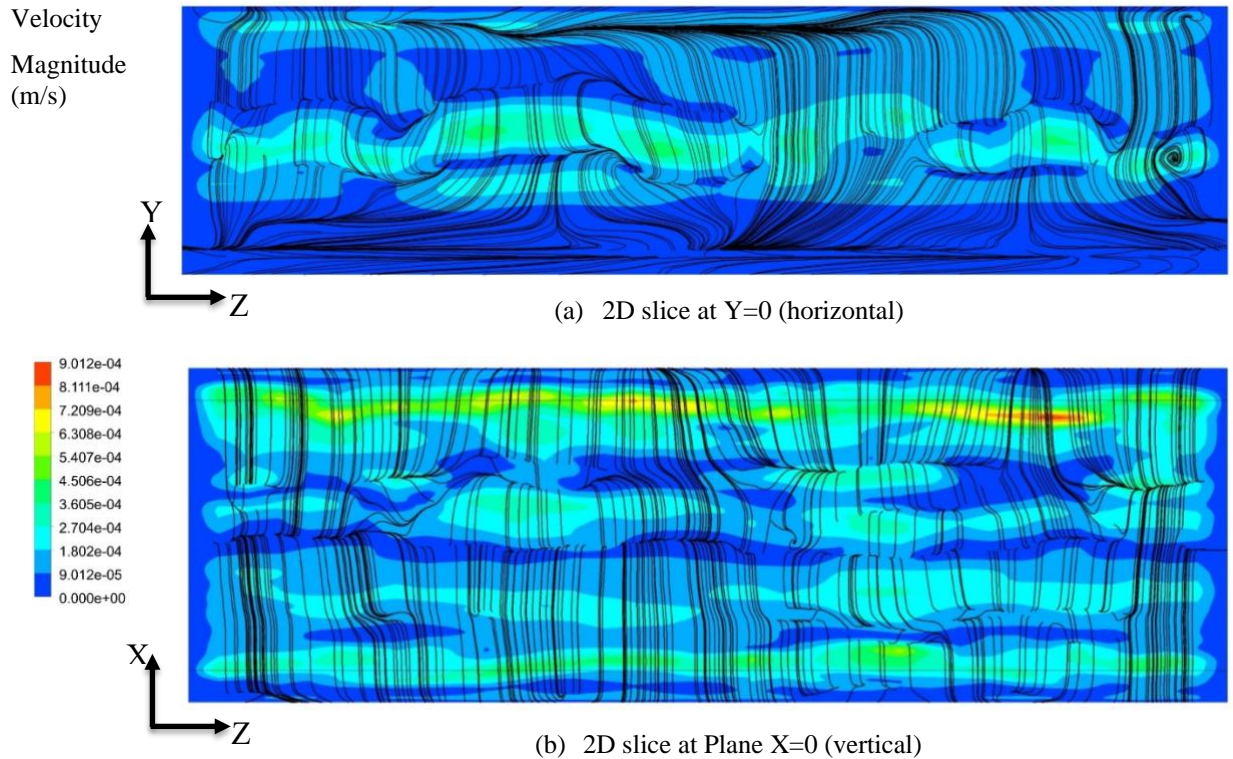 Velocity
Magnitude
(m/s)
Y
Z
(a) 2D slice at Y=0 (horizontal)
9.012e-04
8.111e-04
7.209e-04
6.308e-04
5.407e-04
4.506e-04
3.605e-04
2.704e-04
1.802e-04
9.012e-05
0.000e+00
X
Z
(b) 2D slice at Plane X=0 (vertical)